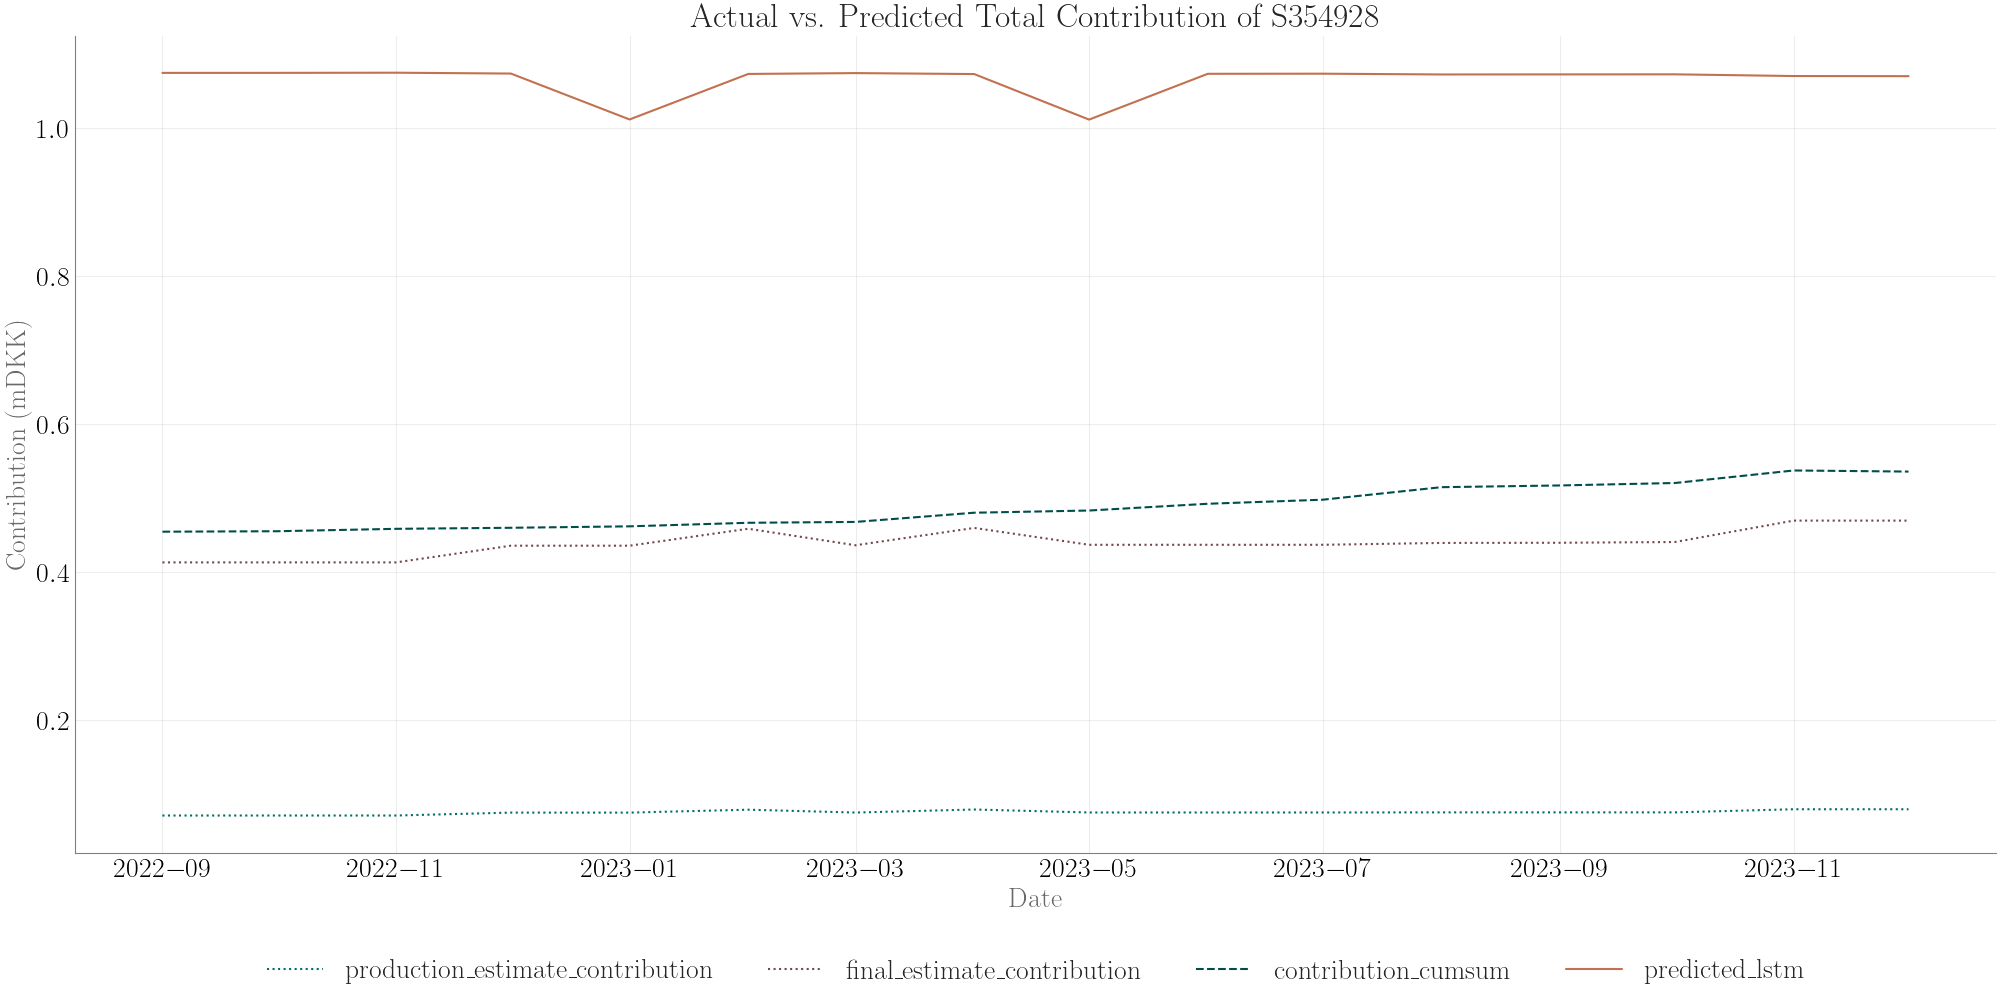 Actual vs. Predicted Total Contribution of S354928
Contribution (mDKK)
1.0
0.8
0.6
0.4
0.2
2022−09 2022−11 2023−01 2023−03 2023−05 2023−07 2023−09 2023−11
Date
production_estimate_contribution final_estimate_contribution contribution_cumsum predicted_lstm